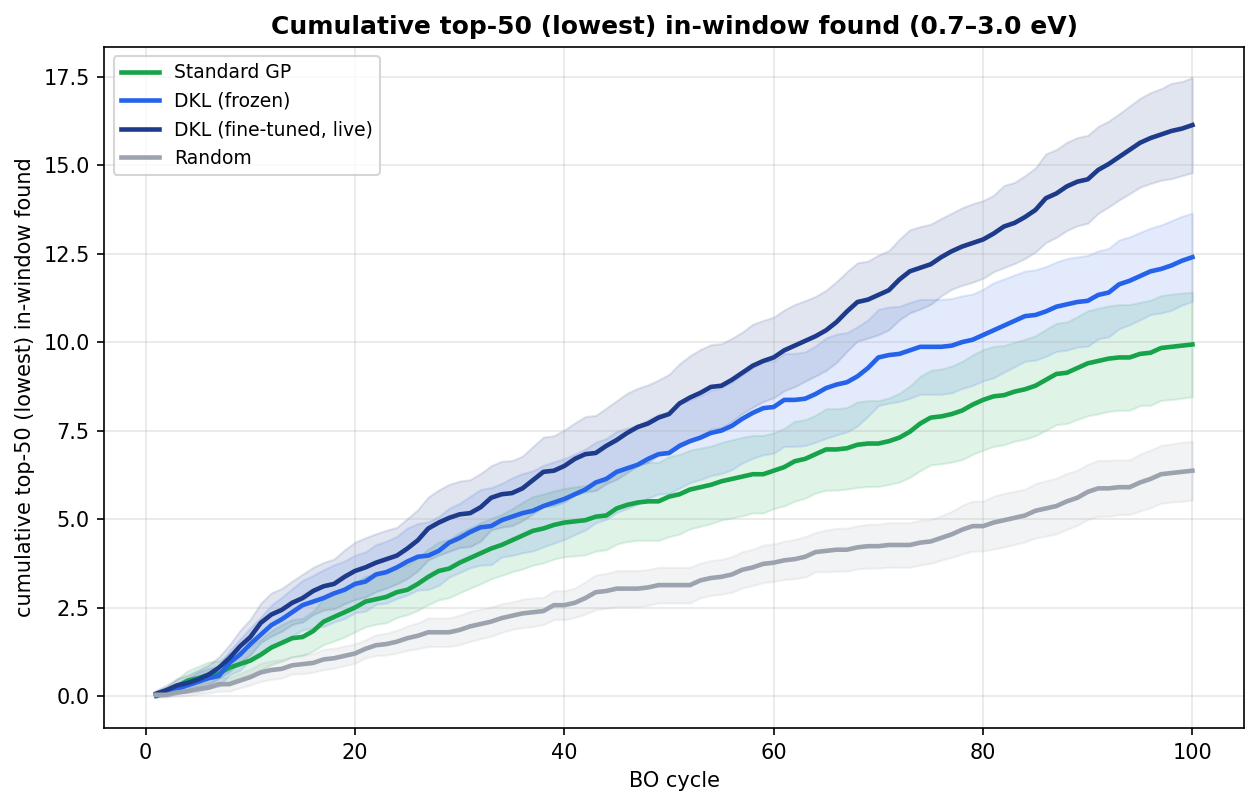 Cumulative top-50 (lowest) in-window found (0.7–3.0 eV)
Standard GP
DKL (frozen)
DKL (fine-tuned, live)
Random
cumulative top-50 (lowest) in-window found
17.5
15.0
12.5
10.0
7.5
5.0
2.5
0.0
0 20 40 60 80 100
BO cycle